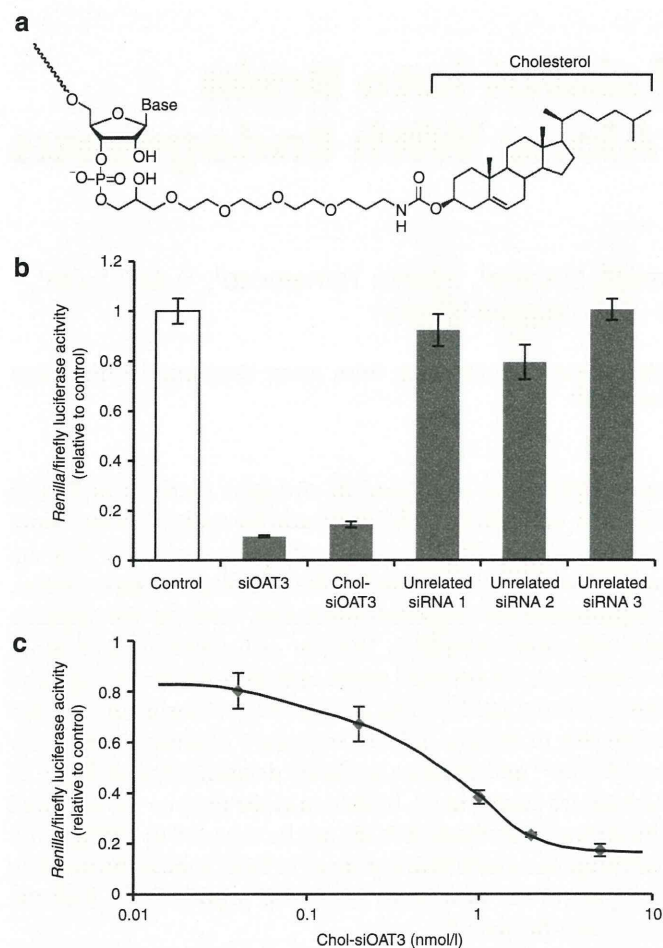 a
Cholesterol
O
O
Base
O
OH
⁻O-P=O
OH
O
O
O
O
O
N
H
O
O
b
Renilla/firefly luciferase acitvity
(relative to control)
1.2
1
0.8
0.6
0.4
0.2
0
Control
siOAT3
Chol-
siOAT3
Unrelated
siRNA 1
Unrelated
siRNA 2
Unrelated
siRNA 3
c
Renilla/firefly luciferase acitvity
(relative to control)
1
0.8
0.6
0.4
0.2
0
0.01
0.1
1
10
Chol-siOAT3 (nmol/l)